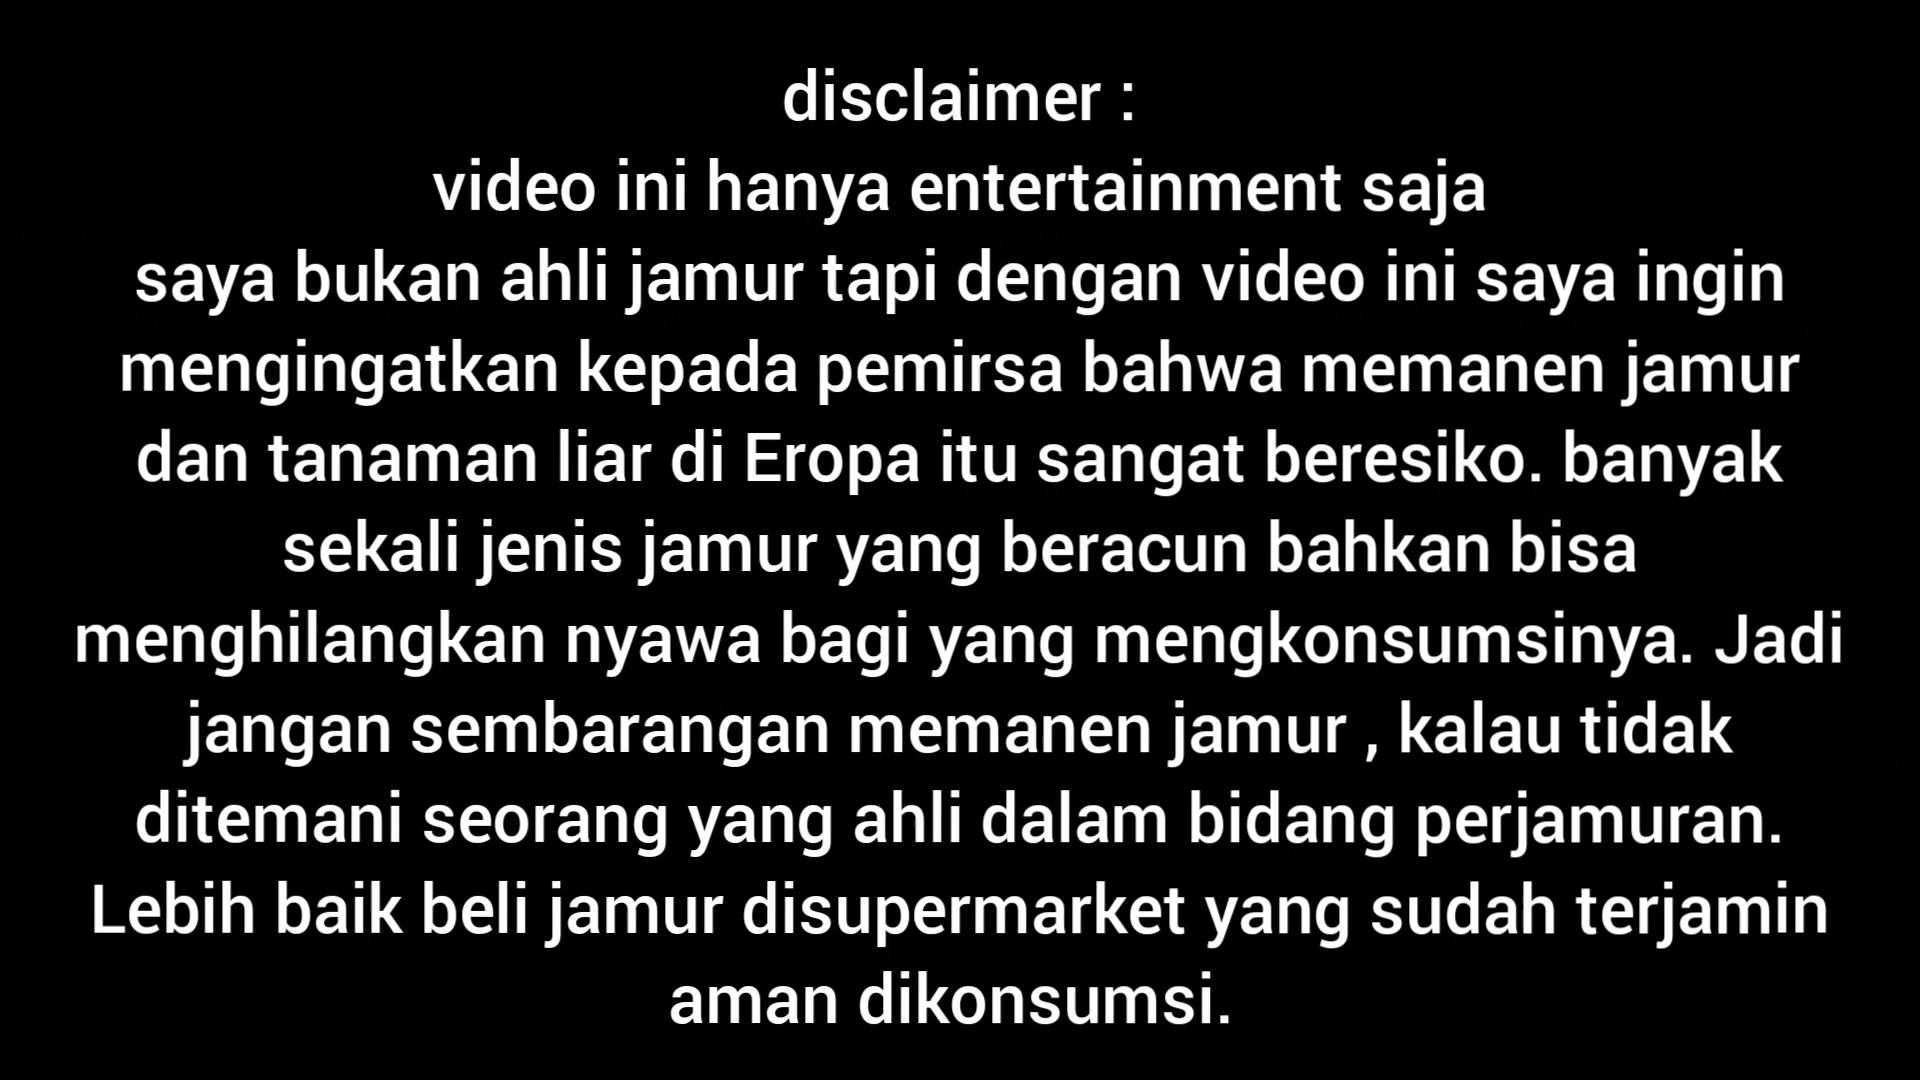 disclaimer :
video ini hanya entertainment saja
saya bukan ahli jamur tapi dengan video ini saya ingin
mengingatkan kepada pemirsa bahwa memanen jamur
dan tanaman liar di Eropa itu sangat beresiko. banyak
sekali jenis jamur yang beracun bahkan bisa
menghilangkan nyawa bagi yang mengkonsumsinya. Jadi
jangan sembarangan memanen jamur , kalau tidak
ditemani seorang yang ahli dalam bidang perjamuran.
Lebih baik beli jamur disupermarket yang sudah terjamin
aman dikonsumsi.